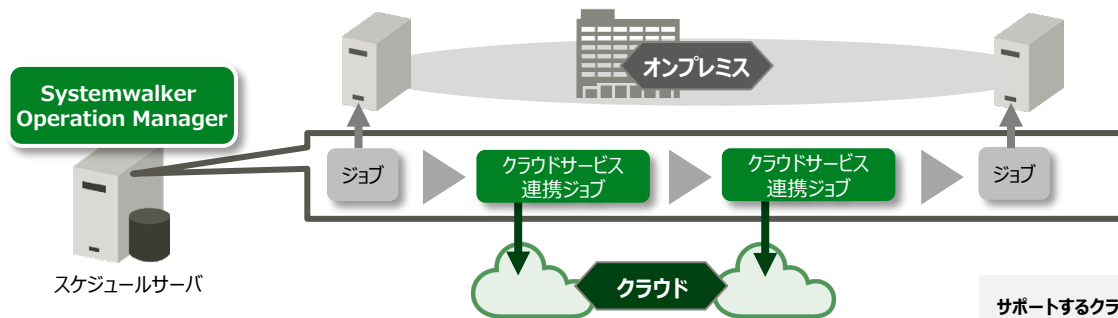 オンプレミス
Systemwalker
Operation Manager
ジョブ
クラウドサービス
連携ジョブ
クラウドサービス
連携ジョブ
ジョブ
スケジュールサーバ
クラウド
サポートするクラ